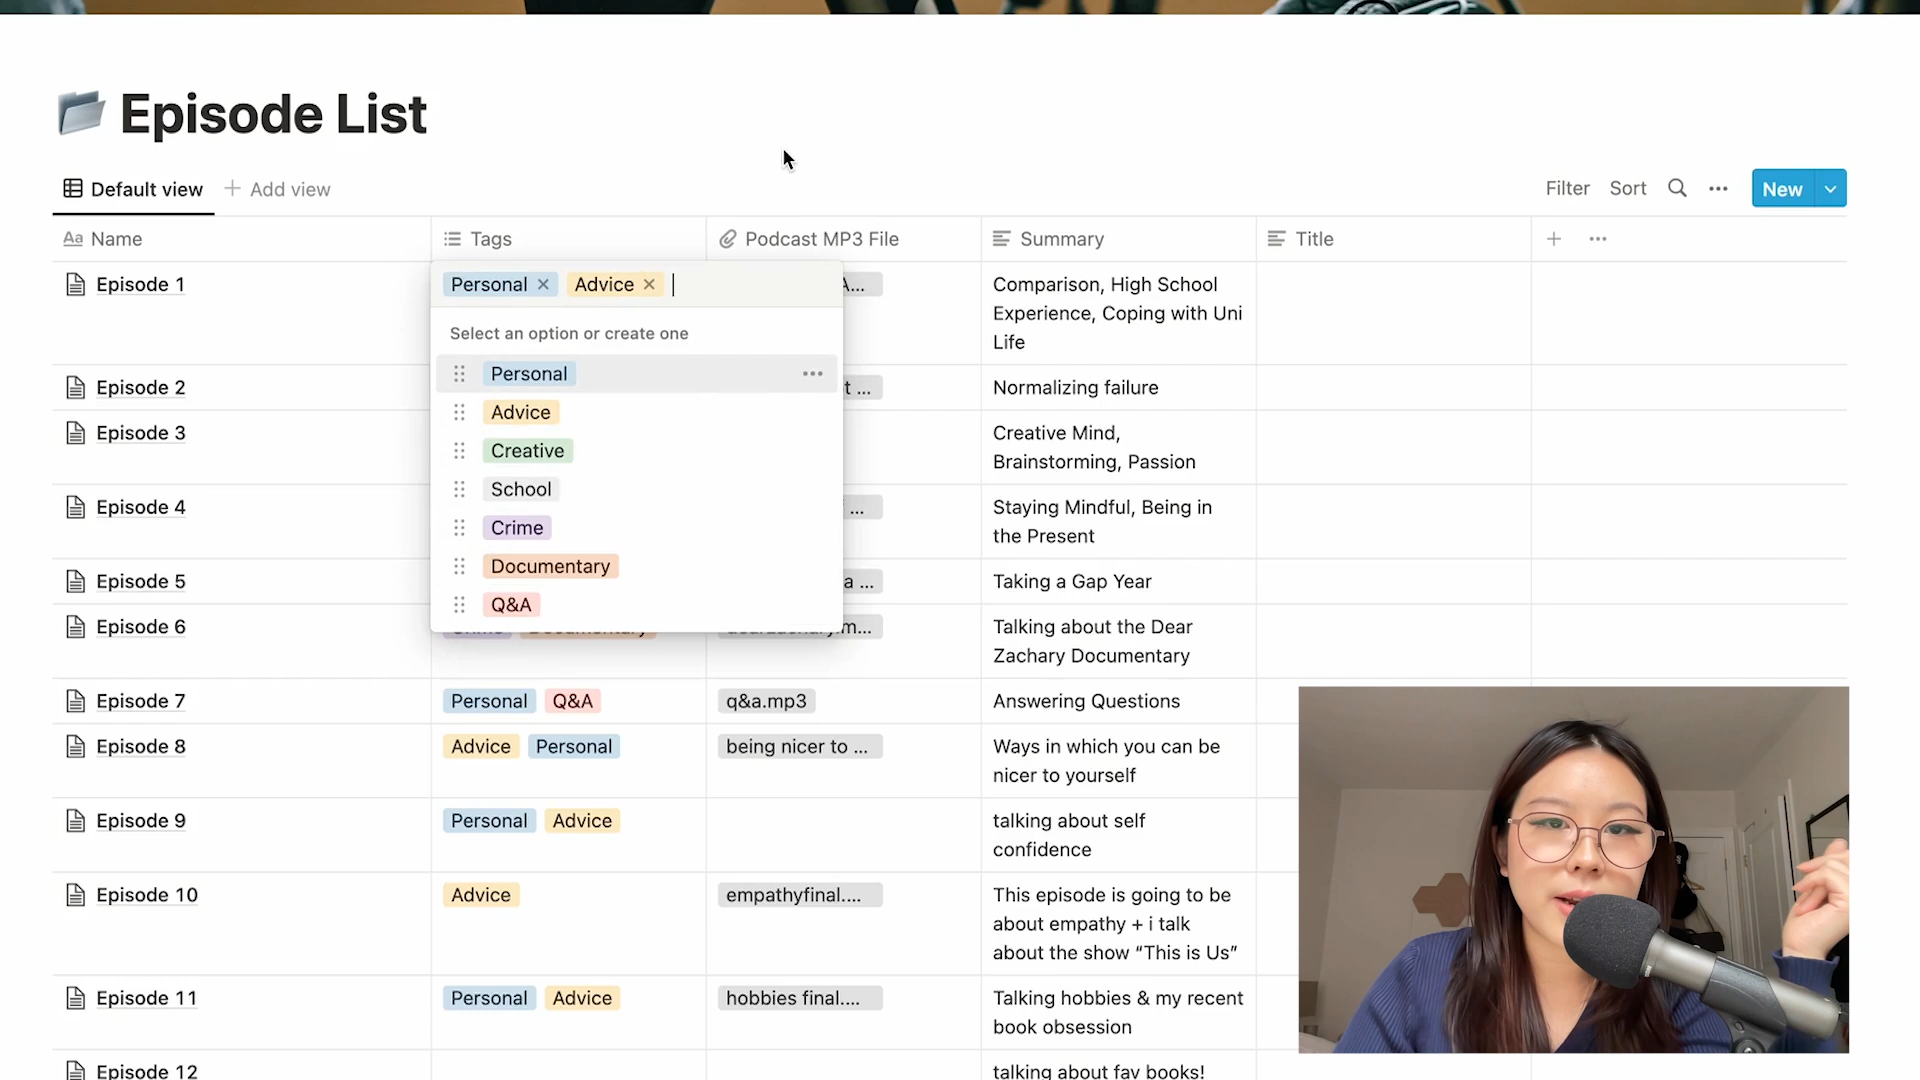 Episode List
Default view
Add view
Filter
Sort
New
Aa Name
Tags
Podcast MP3 File
Summary
Title
Episode 1
Personal ×
Advice ×
A...
Comparison, High School
Experience, Coping with Uni
Life
Select an option or create one
Personal
Advice
Creative
School
Crime
Documentary
Q&A
Episode 2
t ...
Normalizing failure
Episode 3
Creative Mind,
Brainstorming, Passion
Episode 4
...
Staying Mindful, Being in
the Present
Episode 5
a ...
Taking a Gap Year
Episode 6
Crime
Documentary
m...
Talking about the Dear
Zachary Documentary
Episode 7
Personal
Q&A
q&a.mp3
Answering Questions
Episode 8
Advice
Personal
being nicer to ...
Ways in which you can be
nicer to yourself
Episode 9
Personal
Advice
talking about self
confidence
Episode 10
Advice
empathyfinal....
This episode is going to be
about empathy + i talk
about the show “This is Us”
Episode 11
Personal
Advice
hobbies final....
Talking hobbies & my recent
book obsession
Episode 12
talking about fav books!